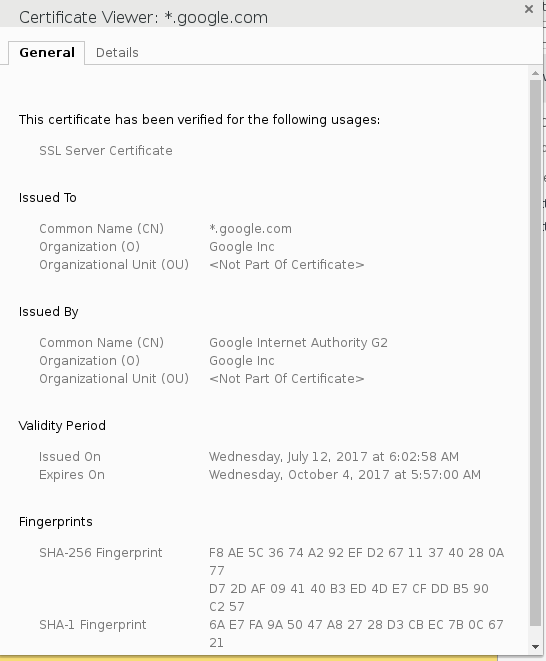 Certificate Viewer: *.google.com
General Details
This certificate has been verified for the following usages:
SSL Server Certificate
Issued To
Common Name (CN) *.google.com
Organization (O) Google Inc
Organizational Unit (OU) <Not Part Of Certificate>
Issued By
Common Name (CN) Google Internet Authority G2
Organization (O) Google Inc
Organizational Unit (OU) <Not Part Of Certificate>
Validity Period
Issued On Wednesday, July 12, 2017 at 6:02:58 AM
Expires On Wednesday, October 4, 2017 at 5:57:00 AM
Fingerprints
SHA-256 Fingerprint F8 AE 5C 36 74 A2 92 EF D2 67 11 37 40 28 0A
77
D7 2D AF 09 41 40 B3 ED 4D E7 CF DD B5 90
C2 57
SHA-1 Fingerprint 6A E7 FA 9A 50 47 A8 27 28 D3 CB EC 7B 0C 67
21